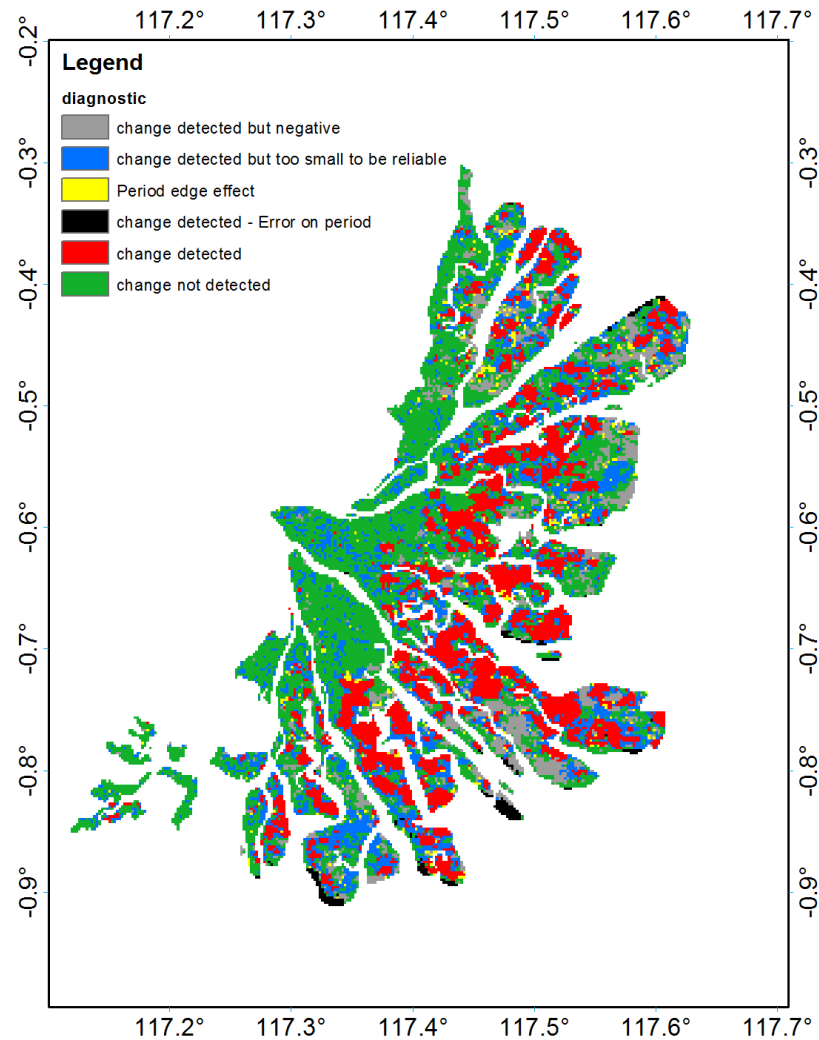 117.2° 117.3° 117.4° 117.5° 117.6° 117.7°
-0.2°
Legend
diagnostic
change detected but negative
change detected but too small to be reliable
Period edge effect
change detected - Error on period
change detected
change not detected
-0.3° -0.3°
-0.4° -0.4°
-0.5° -0.5°
-0.6° -0.6°
-0.7° -0.7°
-0.8° -0.8°
-0.9° -0.9°
117.2° 117.3° 117.4° 117.5° 117.6° 117.7°